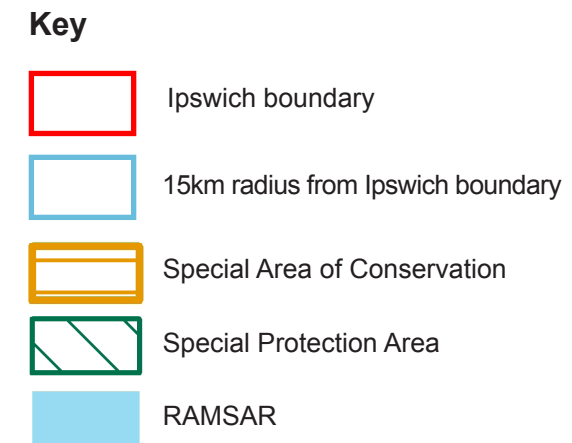 Key
Ipswich boundary
15km radius from Ipswich boundary
Special Area of Conservation
Special Protection Area
RAMSAR